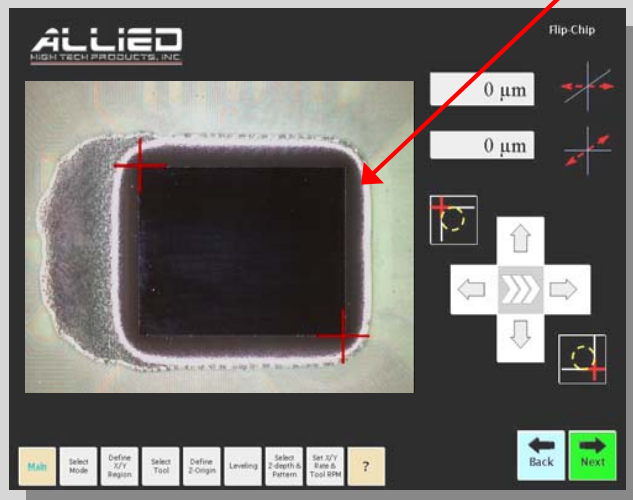 ALLIED
HIGH TECH PRODUCTS, INC.
Flip-Chip
0 µm
0 µm
Main
Select
Mode
Define
X/Y
Region
Select
Tool
Define
Z-Origin
Leveling
Select
Z-depth &
Pattern
Set X/Y
Rate &
Tool RPM
?
Back
Next